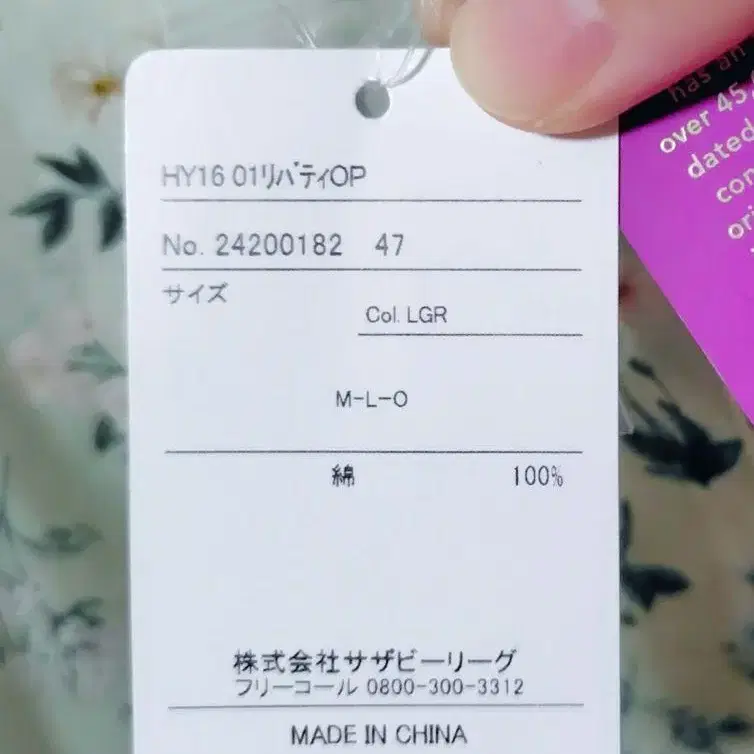 HY16 01リバティOP
No. 24200182 47
サイズ
Col. LGR
M-L-O
綿 100%
株式会社サザビーリーグ
フリーコール 0800-300-3312
MADE IN CHINA
has an
over 45,
dated
con
ori